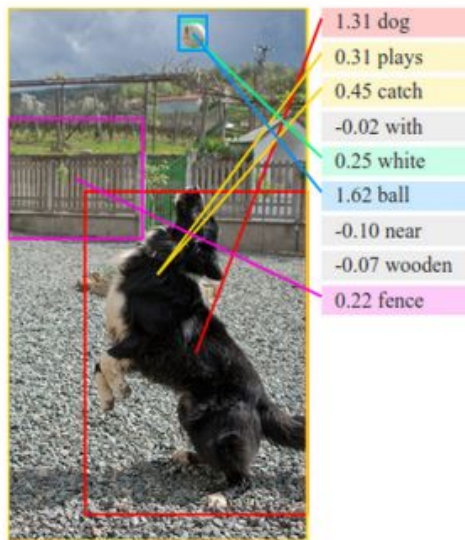 1.31 dog
0.31 plays
0.45 catch
-0.02 with
0.25 white
1.62 ball
-0.10 near
-0.07 wooden
0.22 fence